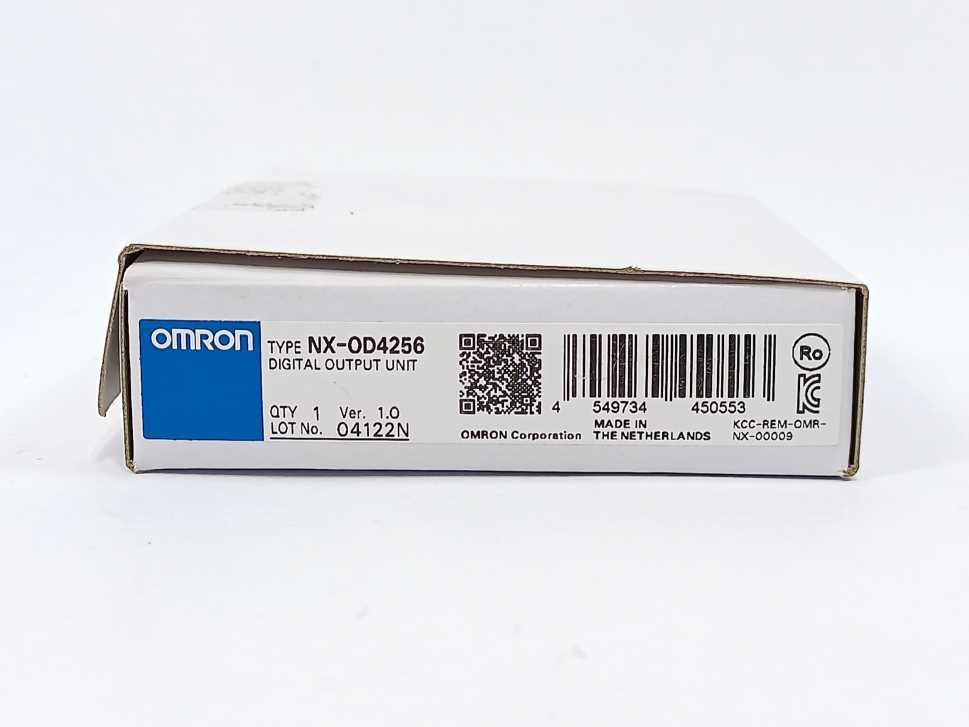 OMRON
TYPE NX-OD4256
DIGITAL OUTPUT UNIT
QTY 1 Ver. 1.0
LOT No. 04122N
OMRON Corporation
4 549734 450553
MADE IN
THE NETHERLANDS
Ro
KCC-REM-OMR-
NX-00009